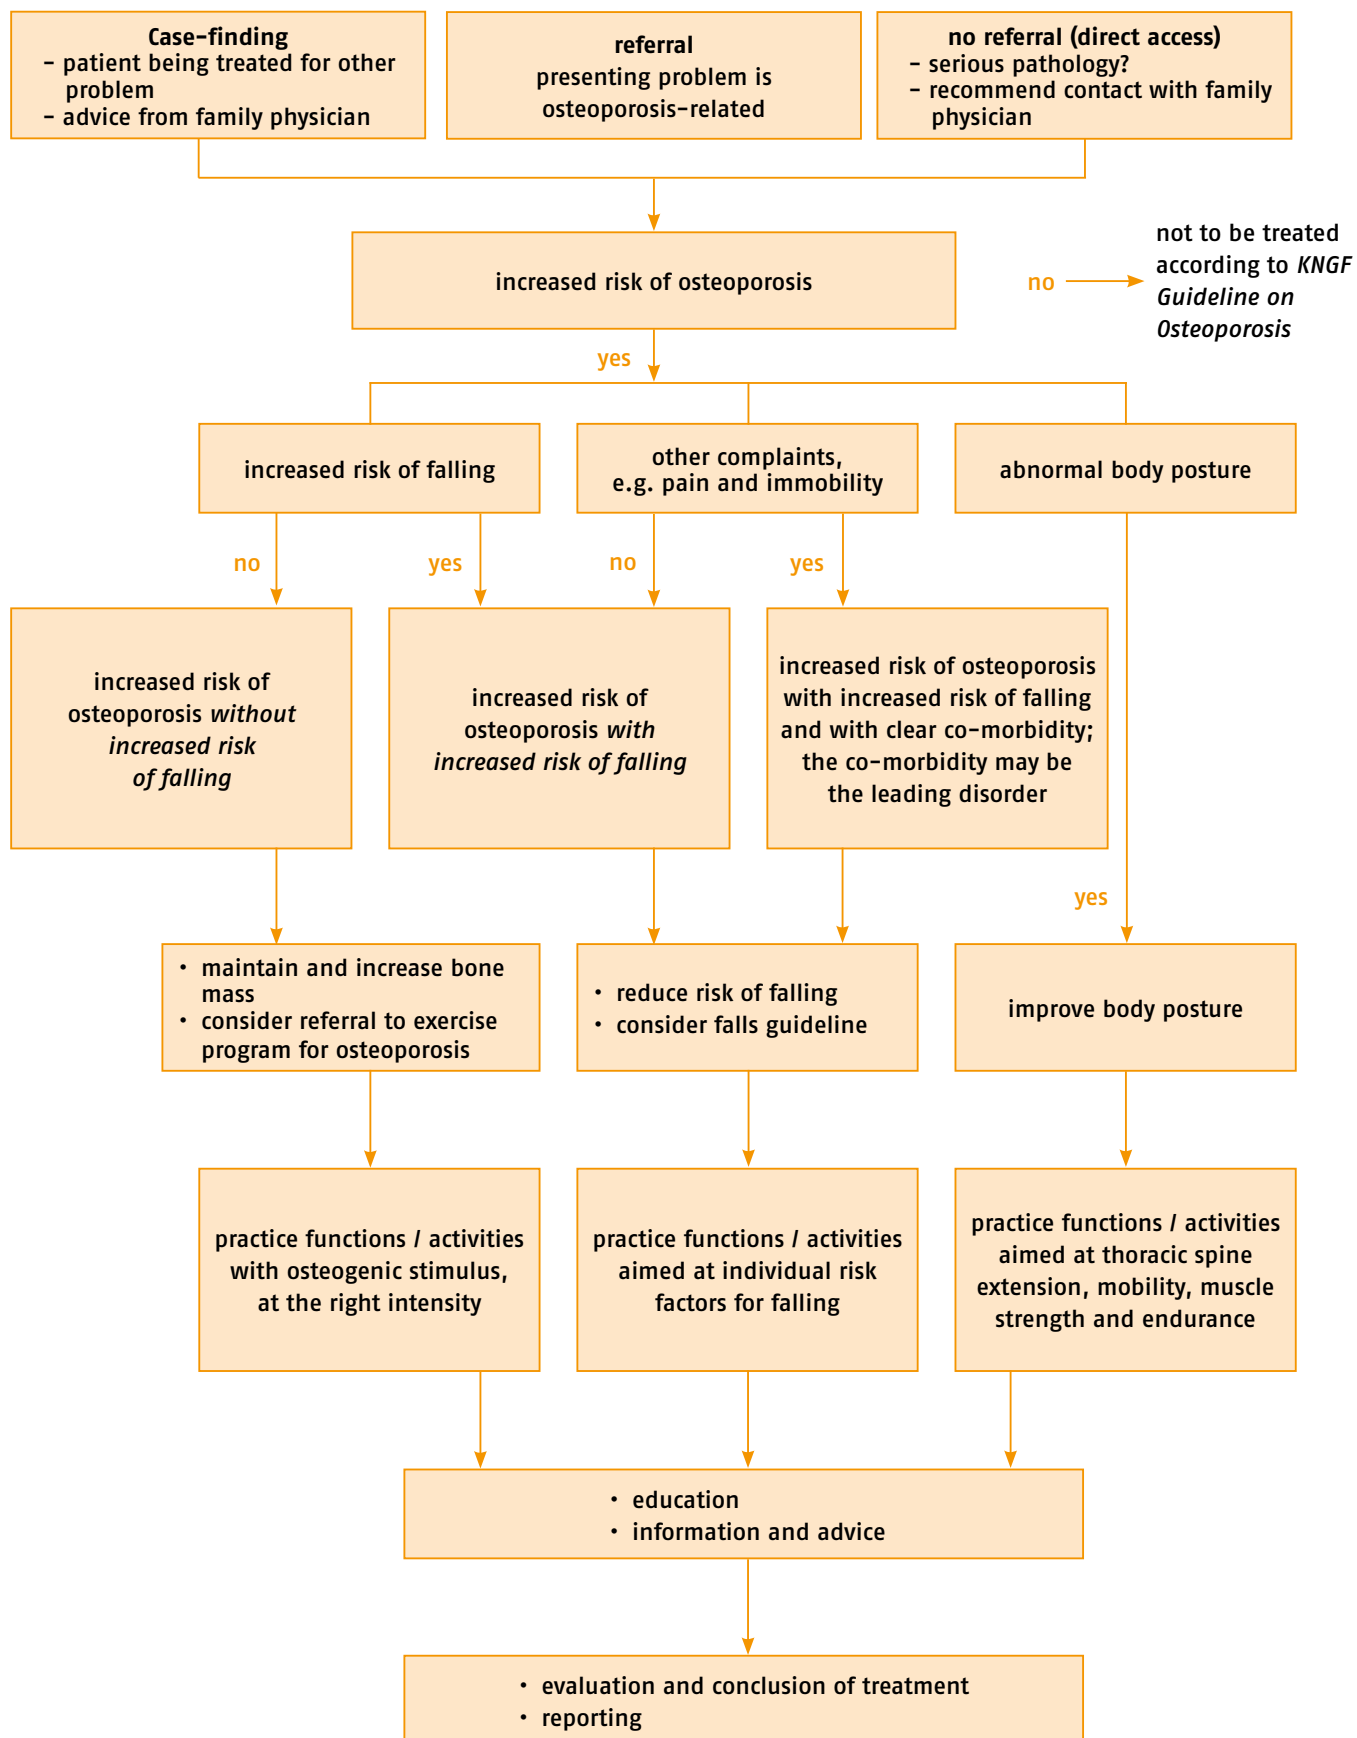 Case-finding
- patient being treated for other
problem
- advice from family physician
referral
presenting problem is
osteoporosis-related
no referral (direct access)
- serious pathology?
- recommend contact with family
physician
increased risk of osteoporosis
no
not to be treated
according to KNGF
Guideline on
Osteoporosis
yes
increased risk of falling
other complaints,
e.g. pain and immobility
abnormal body posture
no
yes
no
yes
increased risk of
osteoporosis without
increased risk
of falling
increased risk of
osteoporosis with
increased risk of falling
increased risk of osteoporosis
with increased risk of falling
and with clear co-morbidity;
the co-morbidity may be
the leading disorder
yes
• maintain and increase bone
mass
• consider referral to exercise
program for osteoporosis
• reduce risk of falling
• consider falls guideline
improve body posture
practice functions / activities
with osteogenic stimulus,
at the right intensity
practice functions / activities
aimed at individual risk
factors for falling
practice functions / activities
aimed at thoracic spine
extension, mobility, muscle
strength and endurance
• education
• information and advice
• evaluation and conclusion of treatment
• reporting